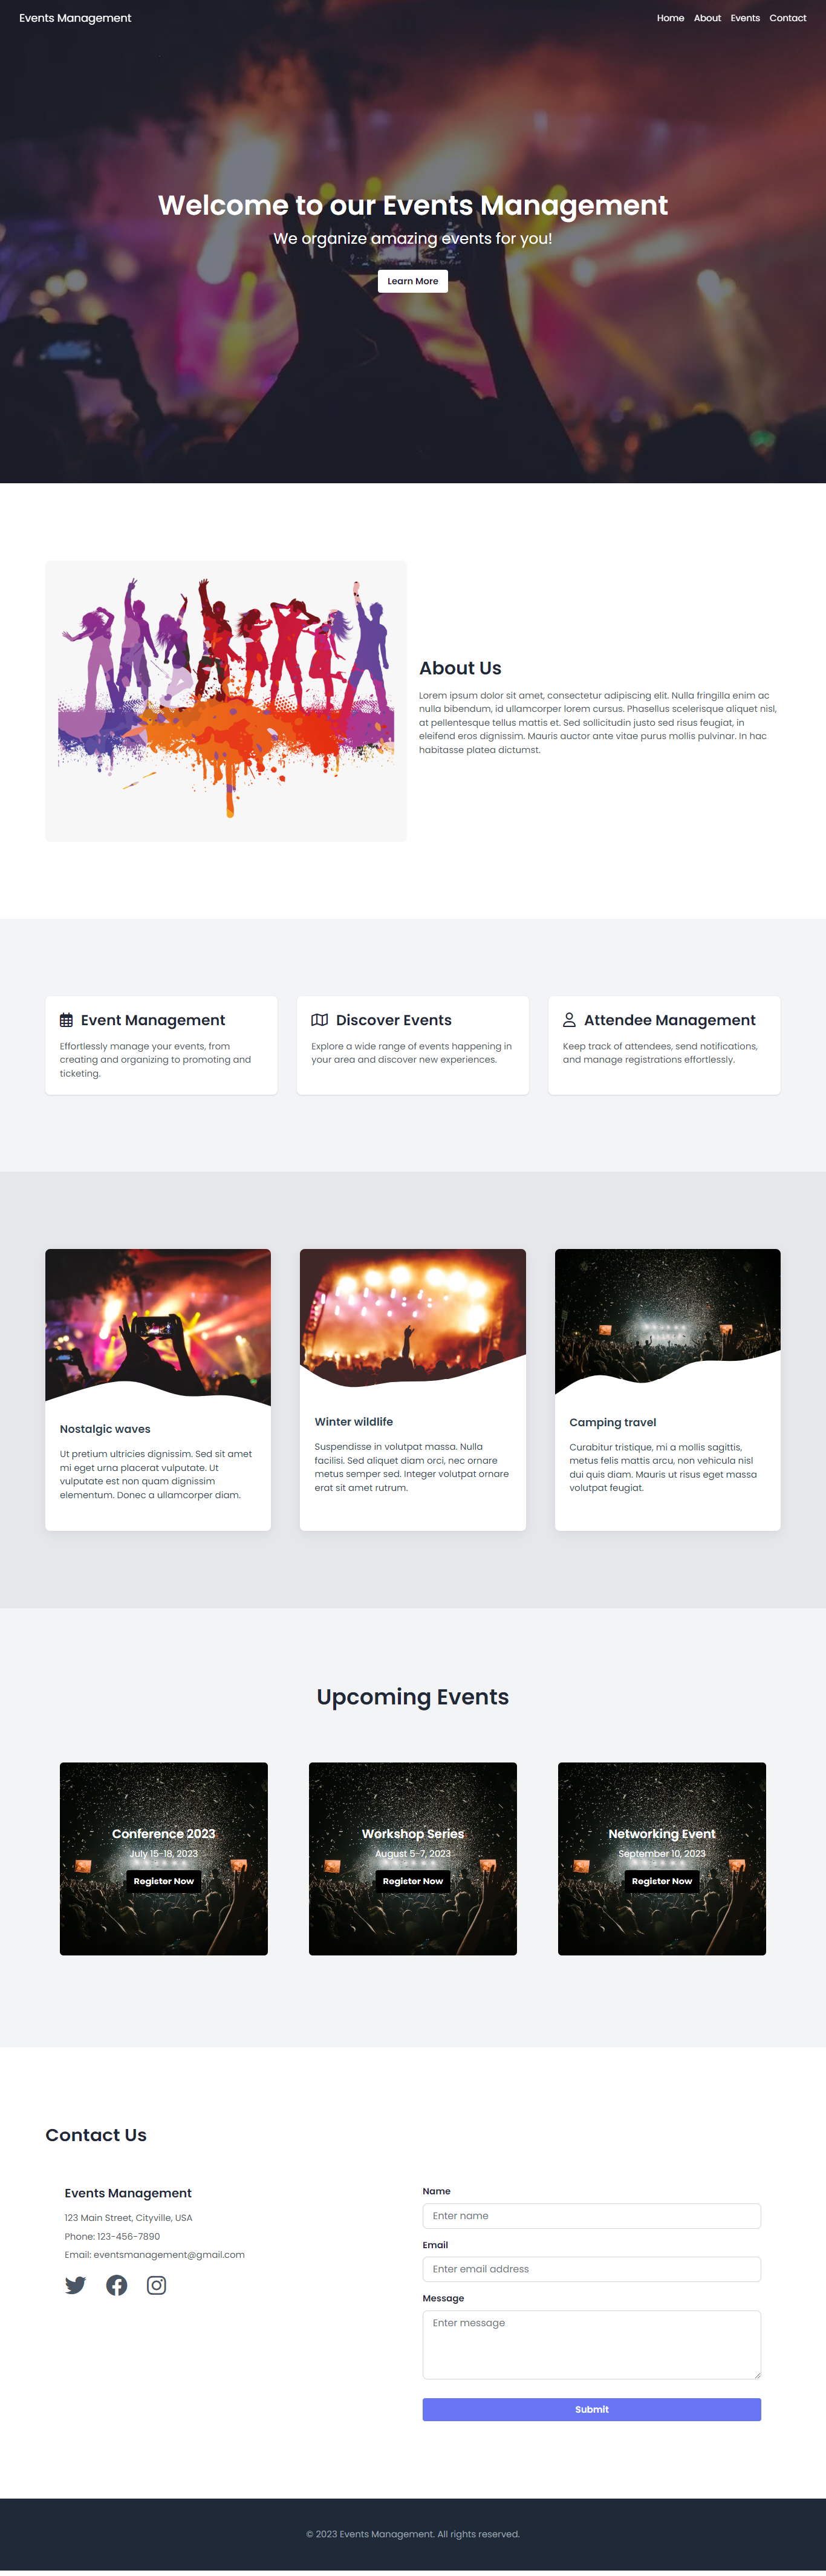 Events Management
Home About Events Contact
Welcome to our Events Management
We organize amazing events for you!
Learn More
About Us
Lorem ipsum dolor sit amet, consectetur adipiscing elit. Nulla fringilla enim ac
nulla bibendum, id ullamcorper lorem cursus. Phasellus scelerisque aliquet nisl,
at pellentesque tellus mattis et. Sed sollicitudin justo sed risus feugiat, in
eleifend eros dignissim. Mauris auctor ante vitae purus mollis pulvinar. In hac
habitasse platea dictumst.
Event Management
Effortlessly manage your events, from
creating and organizing to promoting and
ticketing.
Discover Events
Explore a wide range of events happening in
your area and discover new experiences.
Attendee Management
Keep track of attendees, send notifications,
and manage registrations effortlessly.
Nostalgic waves
Ut pretium ultricies dignissim. Sed sit amet
mi eget urna placerat vulputate. Ut
vulputate est non quam dignissim
elementum. Donec a ullamcorper diam.
Winter wildlife
Suspendisse in volutpat massa. Nulla
facilisi. Sed aliquet diam orci, nec ornare
metus semper sed. Integer volutpat ornare
erat sit amet rutrum.
Camping travel
Curabitur tristique, mi a mollis sagittis,
metus felis mattis arcu, non vehicula nisl
dui quis diam. Mauris ut risus eget massa
volutpat feugiat.
Upcoming Events
Conference 2023
July 15-18, 2023
Register Now
Workshop Series
August 5-7, 2023
Register Now
Networking Event
September 10, 2023
Register Now
Contact Us
Events Management
123 Main Street, Cityville, USA
Phone: 123-456-7890
Email: eventsmanagement@gmail.com
Name
Enter name
Email
Enter email address
Message
Enter message
Submit
© 2023 Events Management. All rights reserved.